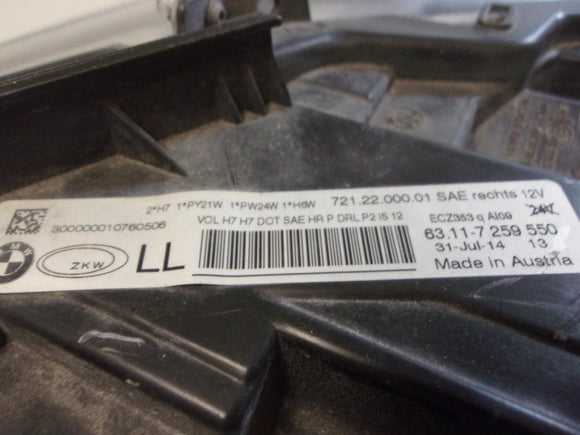 2*H7 1*PY21W 1*PW24W 1*H6W 721.22.000.01 SAE rechts 12V
VOL H7 H7 DOT SAE HR P DRL P2 I5 12 ECZ353 q AI09
300000010760506 63.11-7 259 550
31-Jul-14 13
BMW ZKW LL Made in Austria